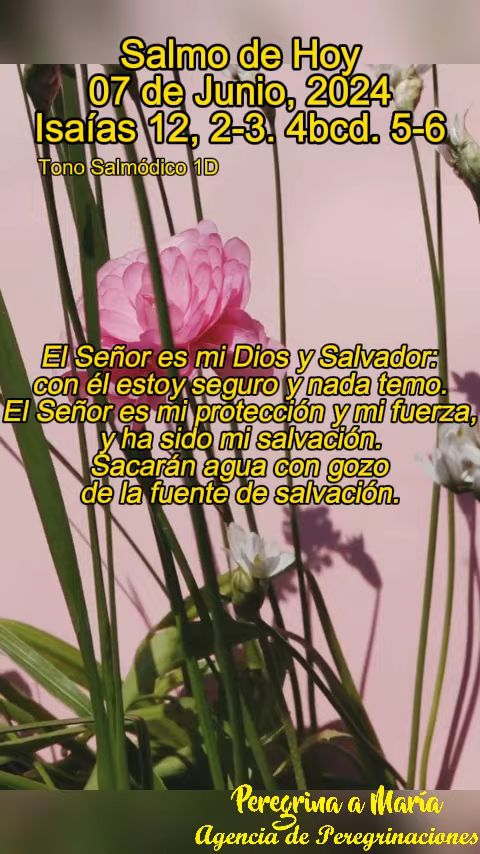 Salmo de Hoy
07 de Junio, 2024
Isaías 12, 2-3. 4bcd. 5-6
Tono Salmódico 1D
El Señor es mi Dios y Salvador:
con él estoy seguro y nada temo.
El Señor es mi protección y mi fuerza,
y ha sido mi salvación.
Sacarán agua con gozo
de la fuente de salvación.
Peregrina a María
Agencia de Peregrinaciones